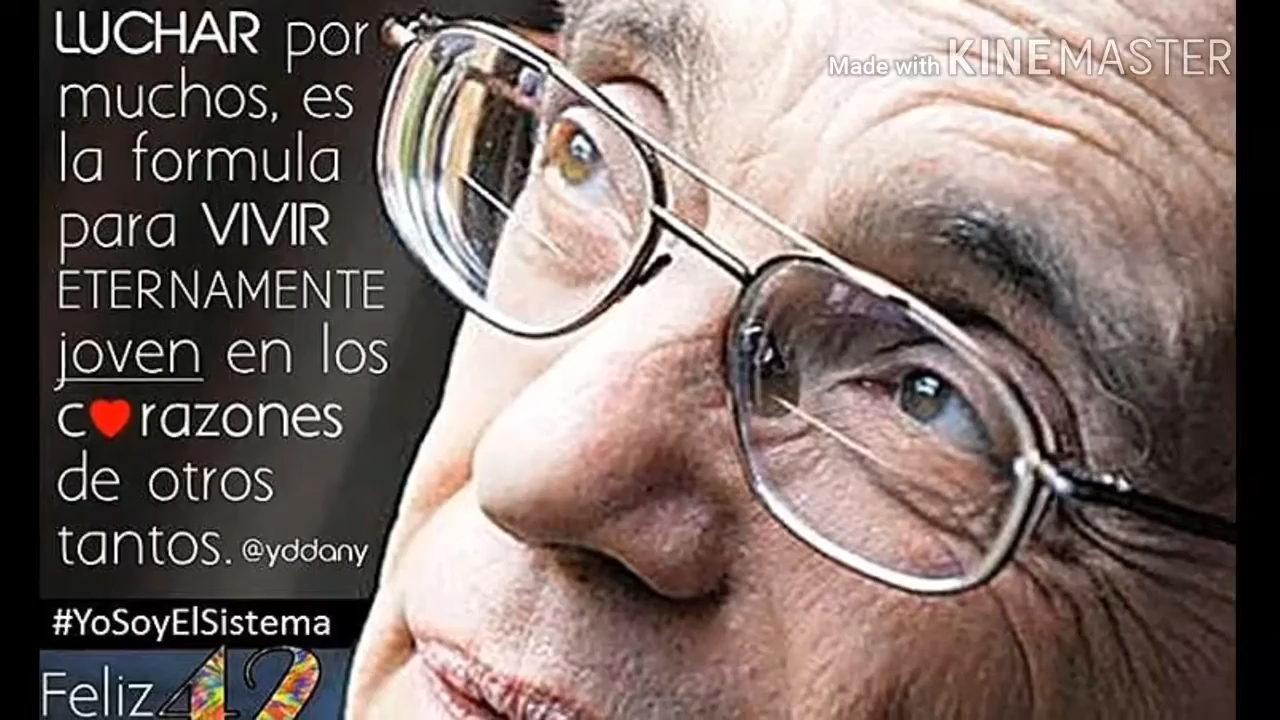 LUCHAR por
muchos, es
la formula
para VIVIR
ETERNAMENTE
joven en los
c❤razones
de otros
tantos. @yddany
#YoSoyElSistema
Feliz 42
Made with KINEMASTER